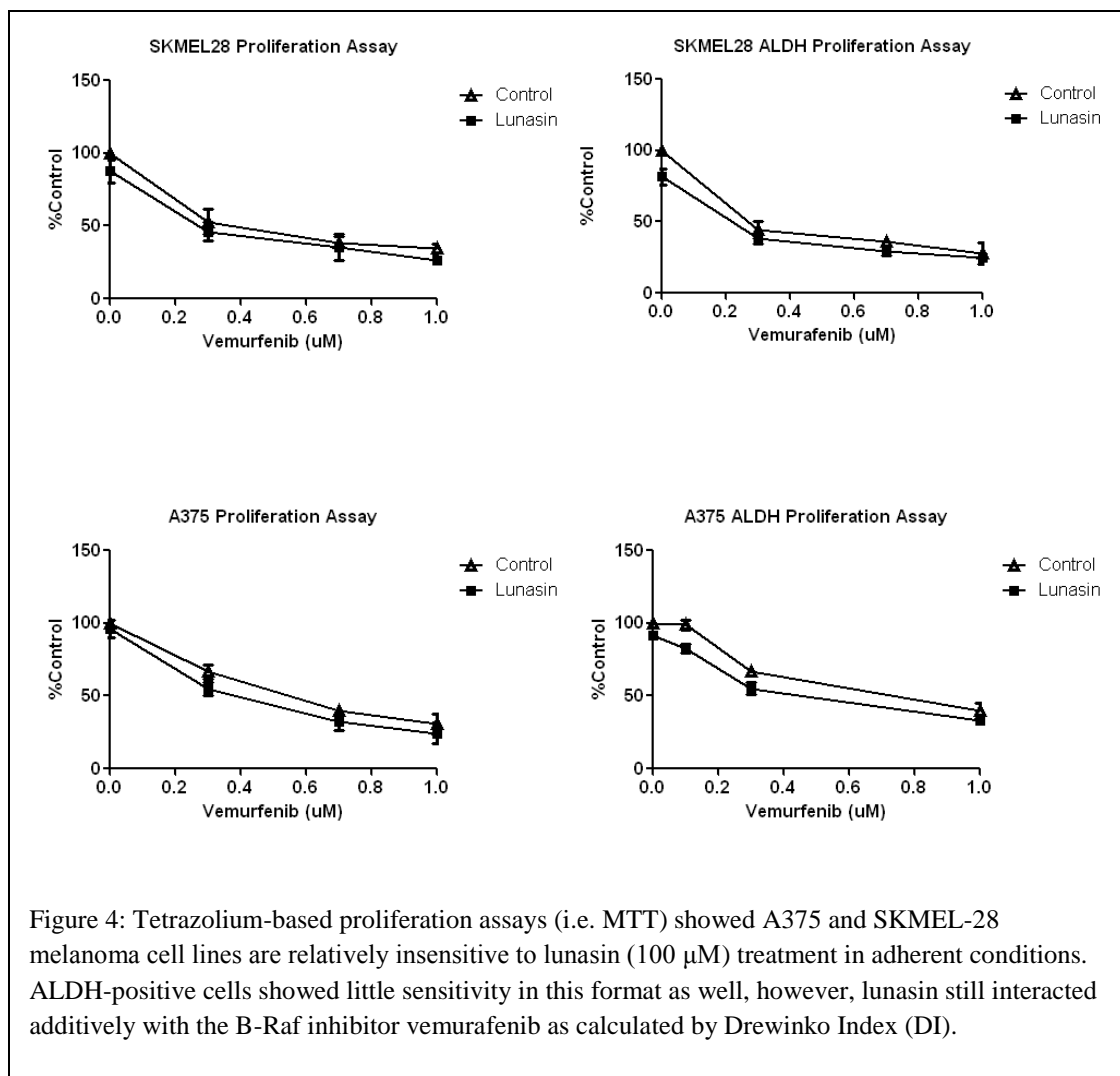 SKMEL28 Proliferation Assay
150
100
50
0
%Control
Control
Lunasin
0.0 0.2 0.4 0.6 0.8 1.0
Vemurfenib (uM)
SKMEL28 ALDH Proliferation Assay
150
100
50
0
%Control
Control
Lunasin
0.0 0.2 0.4 0.6 0.8 1.0
Vemurafenib (uM)
A375 Proliferation Assay
150
100
50
0
%Control
Control
Lunasin
0.0 0.2 0.4 0.6 0.8 1.0
Vemurfenib (uM)
A375 ALDH Proliferation Assay
150
100
50
0
%Control
Control
Lunasin
0.0 0.2 0.4 0.6 0.8 1.0
Vemurfenib (uM)
Figure 4: Tetrazolium-based proliferation assays (i.e. MTT) showed A375 and SKMEL-28
melanoma cell lines are relatively insensitive to lunasin (100 μM) treatment in adherent conditions.
ALDH-positive cells showed little sensitivity in this format as well, however, lunasin still interacted
additively with the B-Raf inhibitor vemurafenib as calculated by Drewinko Index (DI).